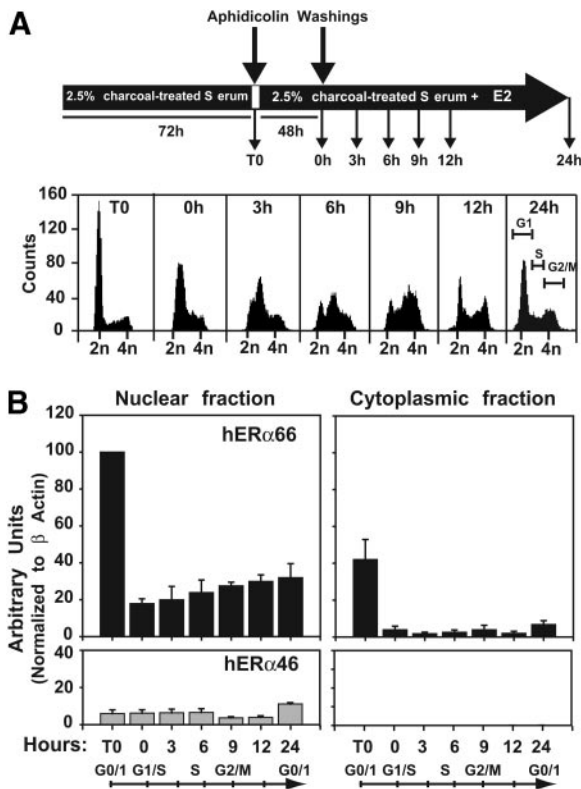 A
Aphidicolin Washings
2.5% charcoal-treated S erum
2.5% charcoal-treated S erum + E2
72h
48h
T0
0h
3h
6h
9h
12h
24h
160
120
80
40
0
Counts
T0
0h
3h
6h
9h
12h
24h
G1
S
G2/M
2n 4n 2n 4n 2n 4n 2n 4n 2n 4n 2n 4n 2n 4n
B
Nuclear fraction
Cytoplasmic fraction
hERα66
120
100
80
60
40
20
0
Arbitrary Units
(Normalized to β Actin)
hERα46
40
20
0
Hours: T0 0 3 6 9 12 24
T0 0 3 6 9 12 24
G0/1 G1/S S G2/M G0/1
G0/1 G1/S S G2/M G0/1